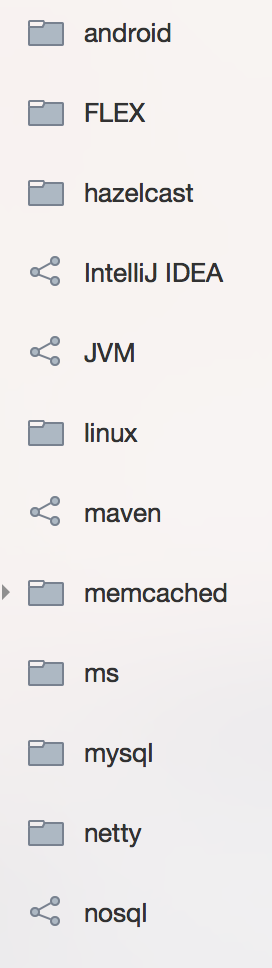 android
FLEX
hazelcast
IntelliJ IDEA
JVM
linux
maven
memcached
ms
mysql
netty
nosql